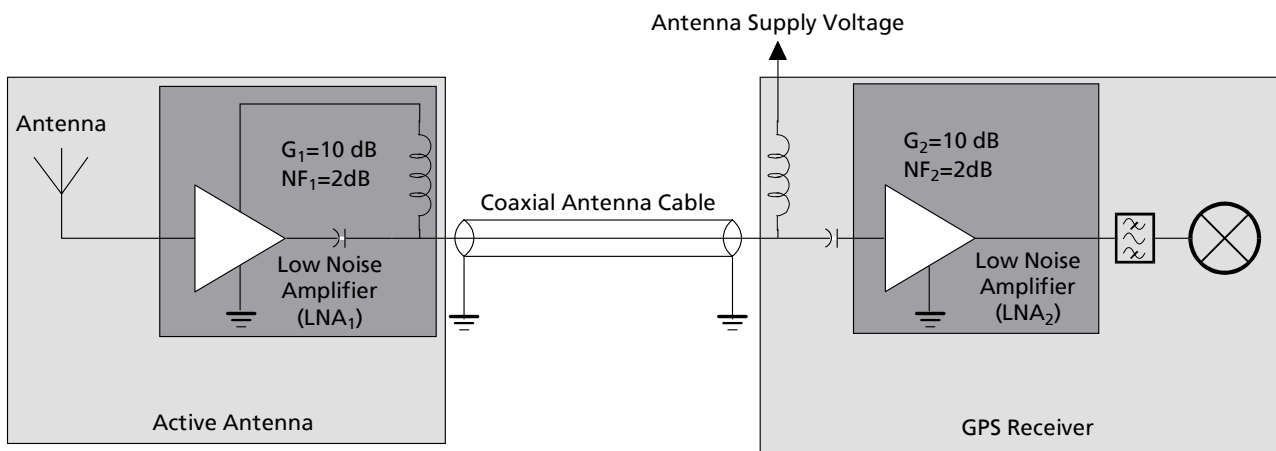 Antenna Supply Voltage
Antenna
G₁=10 dB
NF₁=2dB
Low Noise
Amplifier
(LNA₁)
Active Antenna
Coaxial Antenna Cable
G₂=10 dB
NF₂=2dB
Low Noise
Amplifier
(LNA₂)
GPS Receiver